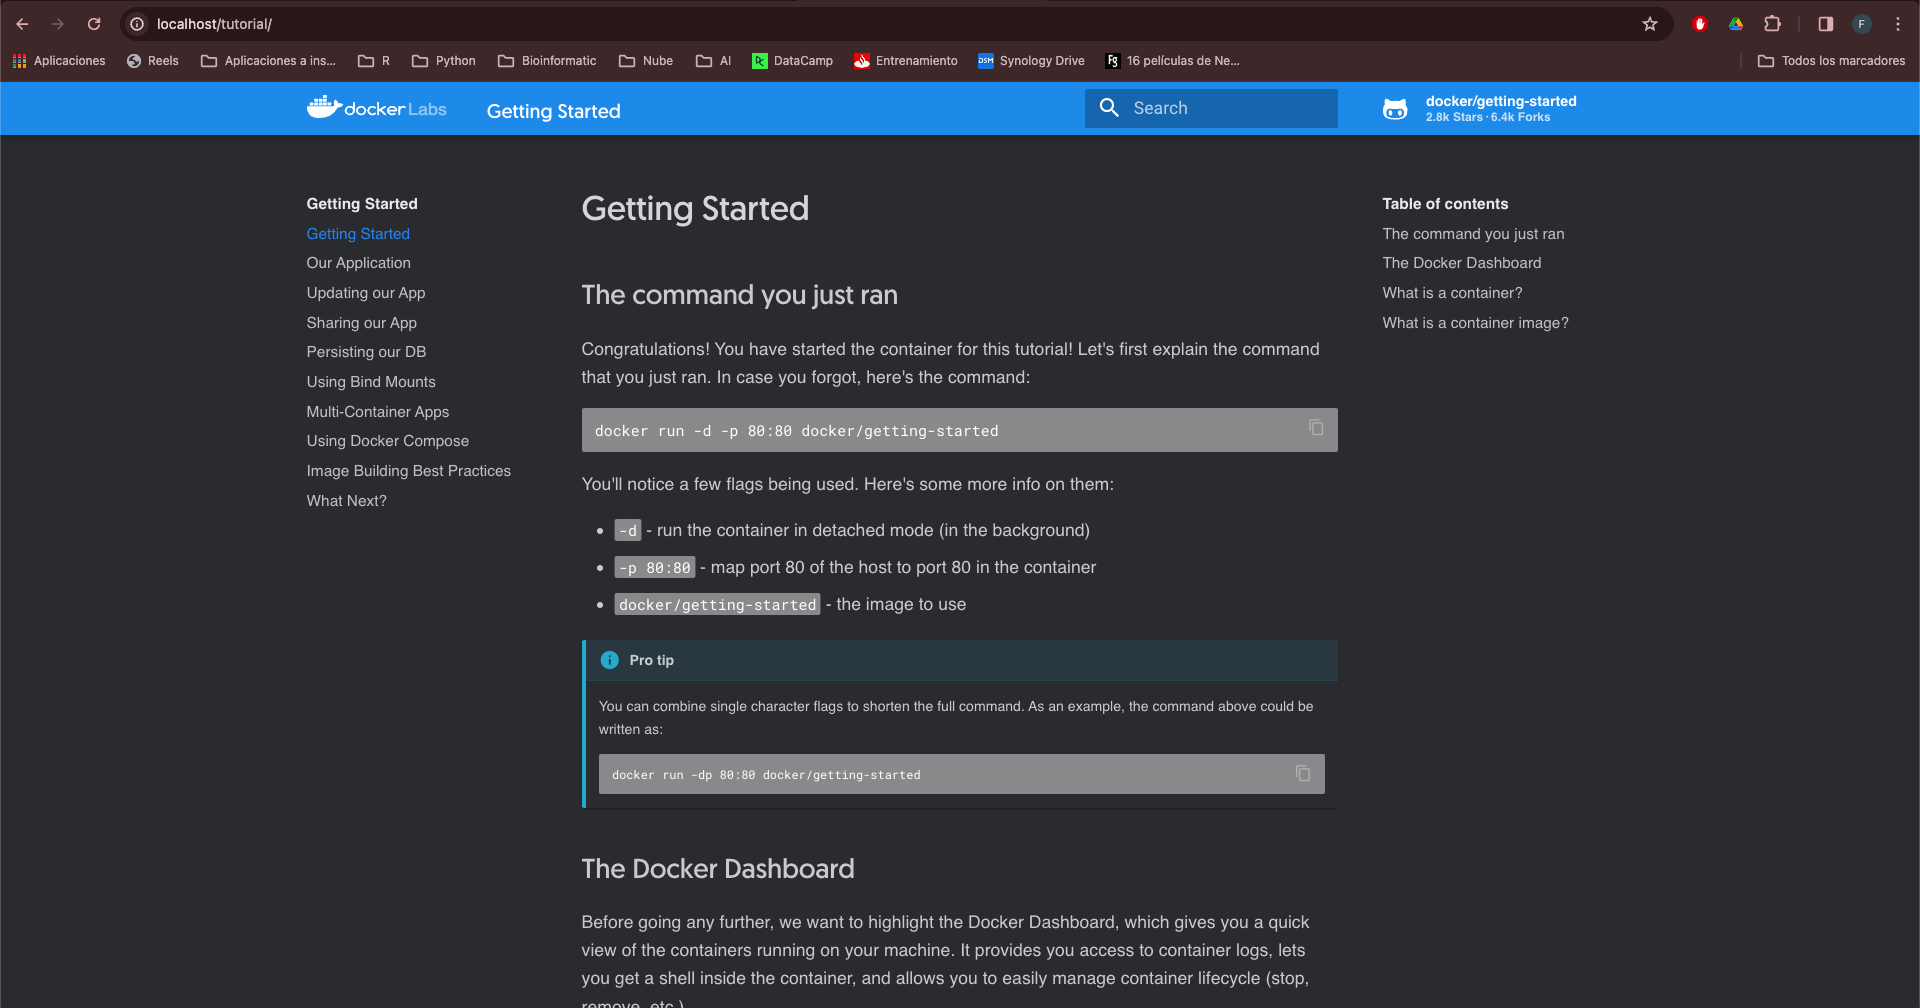 localhost/tutorial/
F
Aplicaciones
Reels
Aplicaciones a ins...
R
Python
Bioinformatic
Nube
AI
DataCamp
Entrenamiento
DSM Synology Drive
Fg 16 películas de Ne...
Todos los marcadores
docker Labs
Getting Started
Search
docker/getting-started
2.8k Stars · 6.4k Forks
Getting Started
Getting Started
Our Application
Updating our App
Sharing our App
Persisting our DB
Using Bind Mounts
Multi-Container Apps
Using Docker Compose
Image Building Best Practices
What Next?
Getting Started
The command you just ran
Congratulations! You have started the container for this tutorial! Let's first explain the command
that you just ran. In case you forgot, here's the command:
docker run -d -p 80:80 docker/getting-started
You'll notice a few flags being used. Here's some more info on them:
• -d - run the container in detached mode (in the background)
• -p 80:80 - map port 80 of the host to port 80 in the container
• docker/getting-started - the image to use
Pro tip
You can combine single character flags to shorten the full command. As an example, the command above could be
written as:
docker run -dp 80:80 docker/getting-started
The Docker Dashboard
Before going any further, we want to highlight the Docker Dashboard, which gives you a quick
view of the containers running on your machine. It provides you access to container logs, lets
you get a shell inside the container, and allows you to easily manage container lifecycle (stop,
remove, etc.)
Table of contents
The command you just ran
The Docker Dashboard
What is a container?
What is a container image?